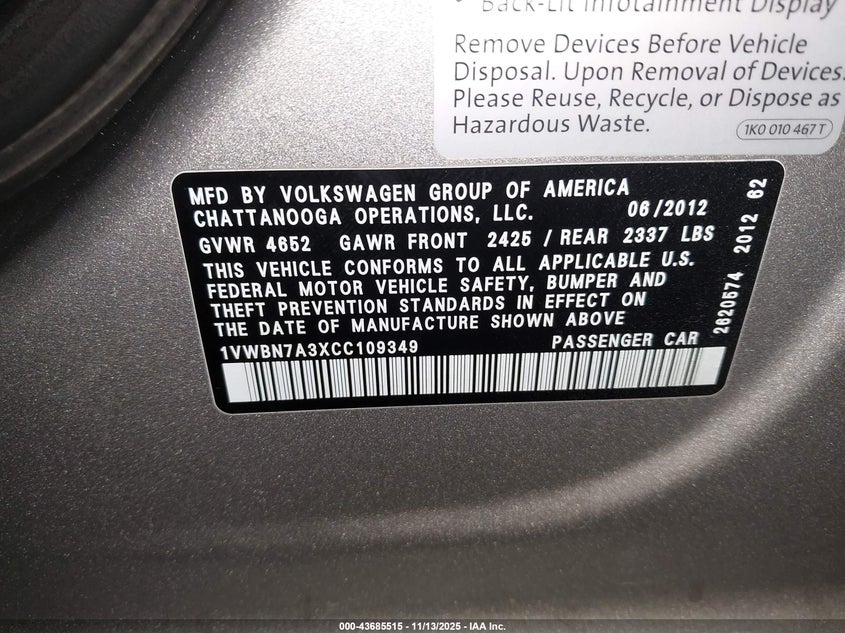 Back-Lit Infotainment Display
Remove Devices Before Vehicle
Disposal. Upon Removal of Devices.
Please Reuse, Recycle, or Dispose as
Hazardous Waste.
1K0 010 467 T
MFD BY VOLKSWAGEN GROUP OF AMERICA
CHATTANOOGA OPERATIONS, LLC. 06/2012
GVWR 4652 GAWR FRONT 2425 / REAR 2337 LBS
THIS VEHICLE CONFORMS TO ALL APPLICABLE U.S.
FEDERAL MOTOR VEHICLE SAFETY, BUMPER AND
THEFT PREVENTION STANDARDS IN EFFECT ON
THE DATE OF MANUFACTURE SHOWN ABOVE
1VWBN7A3XCC109349 PASSENGER CAR
2620574 2012 62
000-43685515 - 11/13/2025 - IAA Inc.